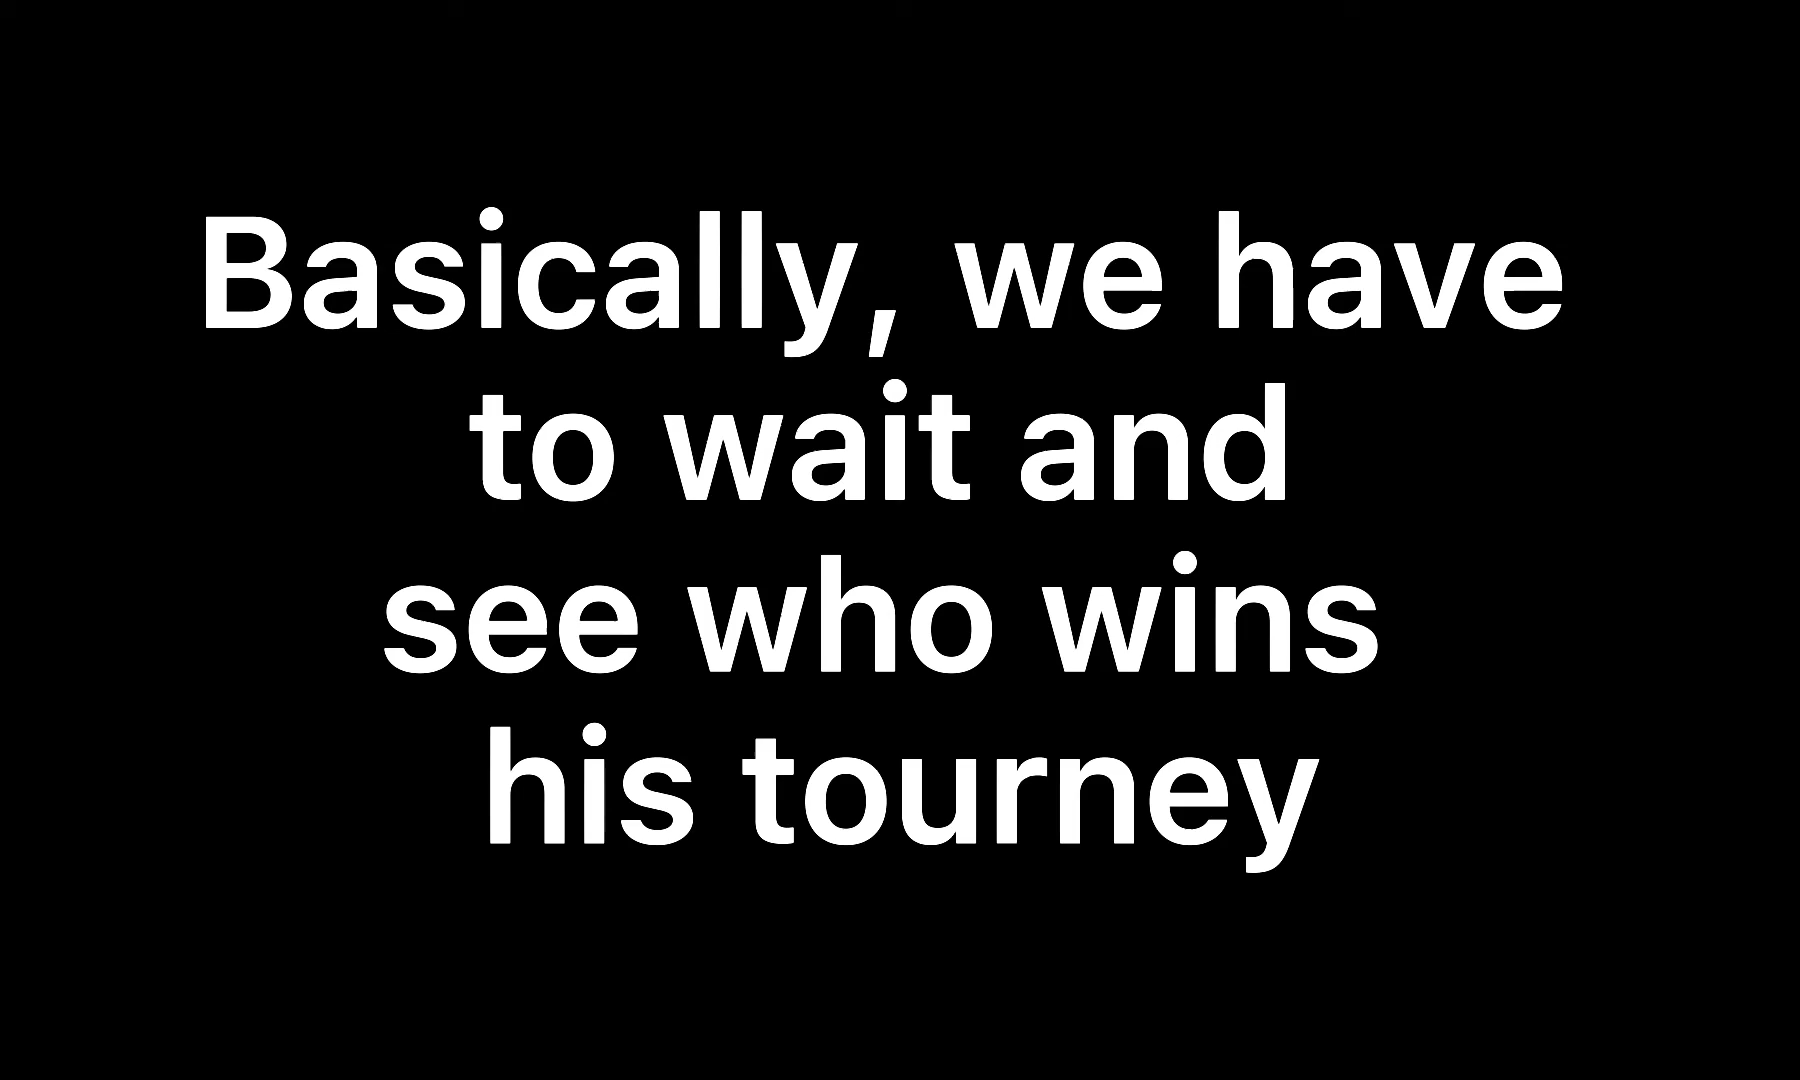 Basically, we have
to wait and
see who wins
his tourney